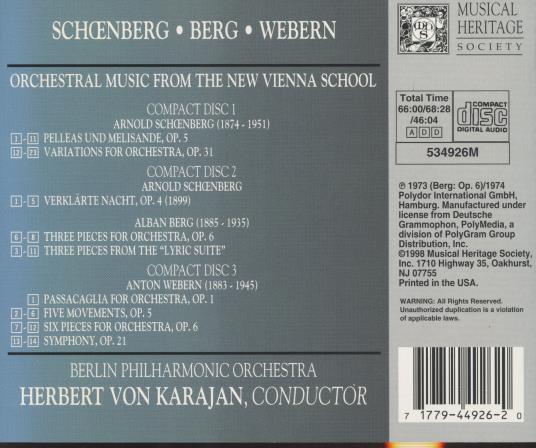 SCHŒNBERG • BERG • WEBERN
ORCHESTRAL MUSIC FROM THE NEW VIENNA SCHOOL
COMPACT DISC 1
ARNOLD SCHŒNBERG (1874 - 1951)
1 - 11 PELLEAS UND MELISANDE, OP. 5
12 - 23 VARIATIONS FOR ORCHESTRA, OP. 31
COMPACT DISC 2
ARNOLD SCHŒNBERG
1 - 5 VERKLÄRTE NACHT, OP. 4 (1899)
ALBAN BERG (1885 - 1935)
6 - 8 THREE PIECES FOR ORCHESTRA, OP. 6
3 - 11 THREE PIECES FROM THE "LYRIC SUITE"
COMPACT DISC 3
ANTON WEBERN (1883 - 1945)
1 PASSACAGLIA FOR ORCHESTRA, OP. 1
2 - 6 FIVE MOVEMENTS, OP. 5
7 - 12 SIX PIECES FOR ORCHESTRA, OP. 6
13 - 14 SYMPHONY, OP. 21
BERLIN PHILHARMONIC ORCHESTRA
HERBERT VON KARAJAN, CONDUCTOR
MUSICAL
HERITAGE
SOCIETY
Total Time
66:00/68:28
/46:04
A D D
COMPACT
disc
DIGITAL AUDIO
534926M
℗ 1973 (Berg: Op. 6)/1974
Polydor International GmbH,
Hamburg. Manufactured under
license from Deutsche
Grammophon, PolyMedia, a
division of PolyGram Group
Distribution, Inc.
©1998 Musical Heritage Society,
Inc. 1710 Highway 35, Oakhurst,
NJ 07755
Printed in the USA.
WARNING: All Rights Reserved.
Unauthorized duplication is a violation
of applicable laws.
7 1779-44926-2 0